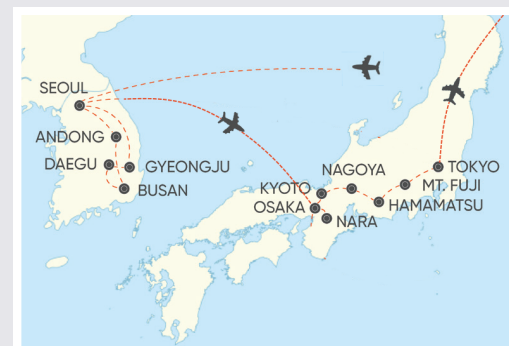 SEOUL
ANDONG
DAEGU
GYEONGJU
BUSAN
NAGOYA
TOKYO
KYOTO
MT. FUJI
OSAKA
HAMAMATSU
NARA